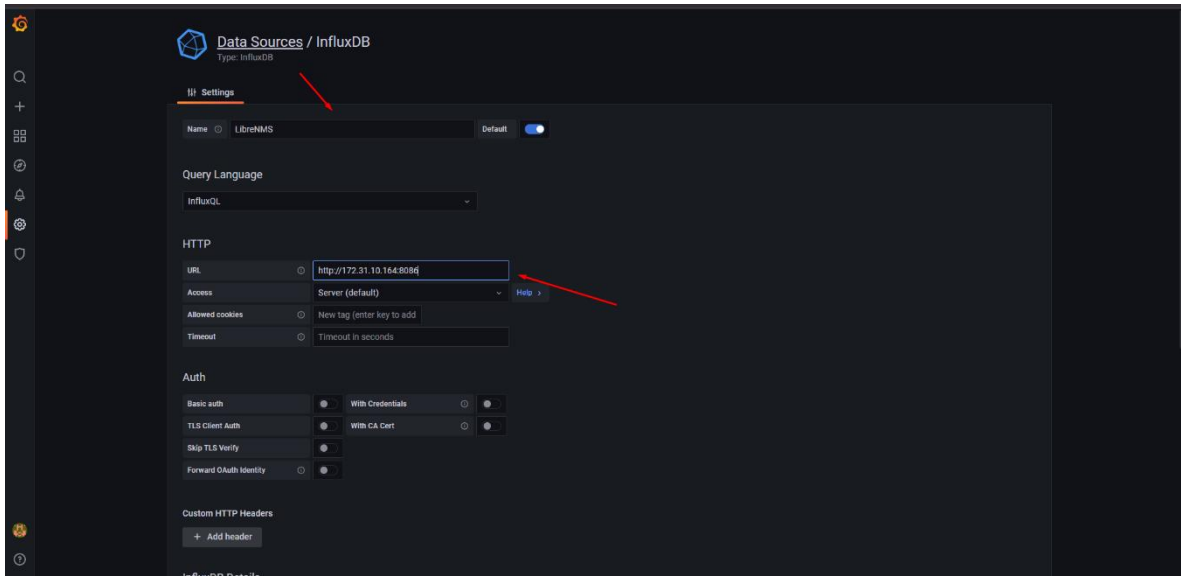 Data Sources / InfluxDB
Type: InfluxDB
Settings
Name LibreNMS Default
Query Language
InfluxQL
HTTP
URL http://172.31.10.164:8086
Access Server (default) Help >
Allowed cookies New tag (enter key to add
Timeout Timeout in seconds
Auth
Basic auth With Credentials
TLS Client Auth With CA Cert
Skip TLS Verify
Forward OAuth Identity
Custom HTTP Headers
+ Add header
InfluxDB Details